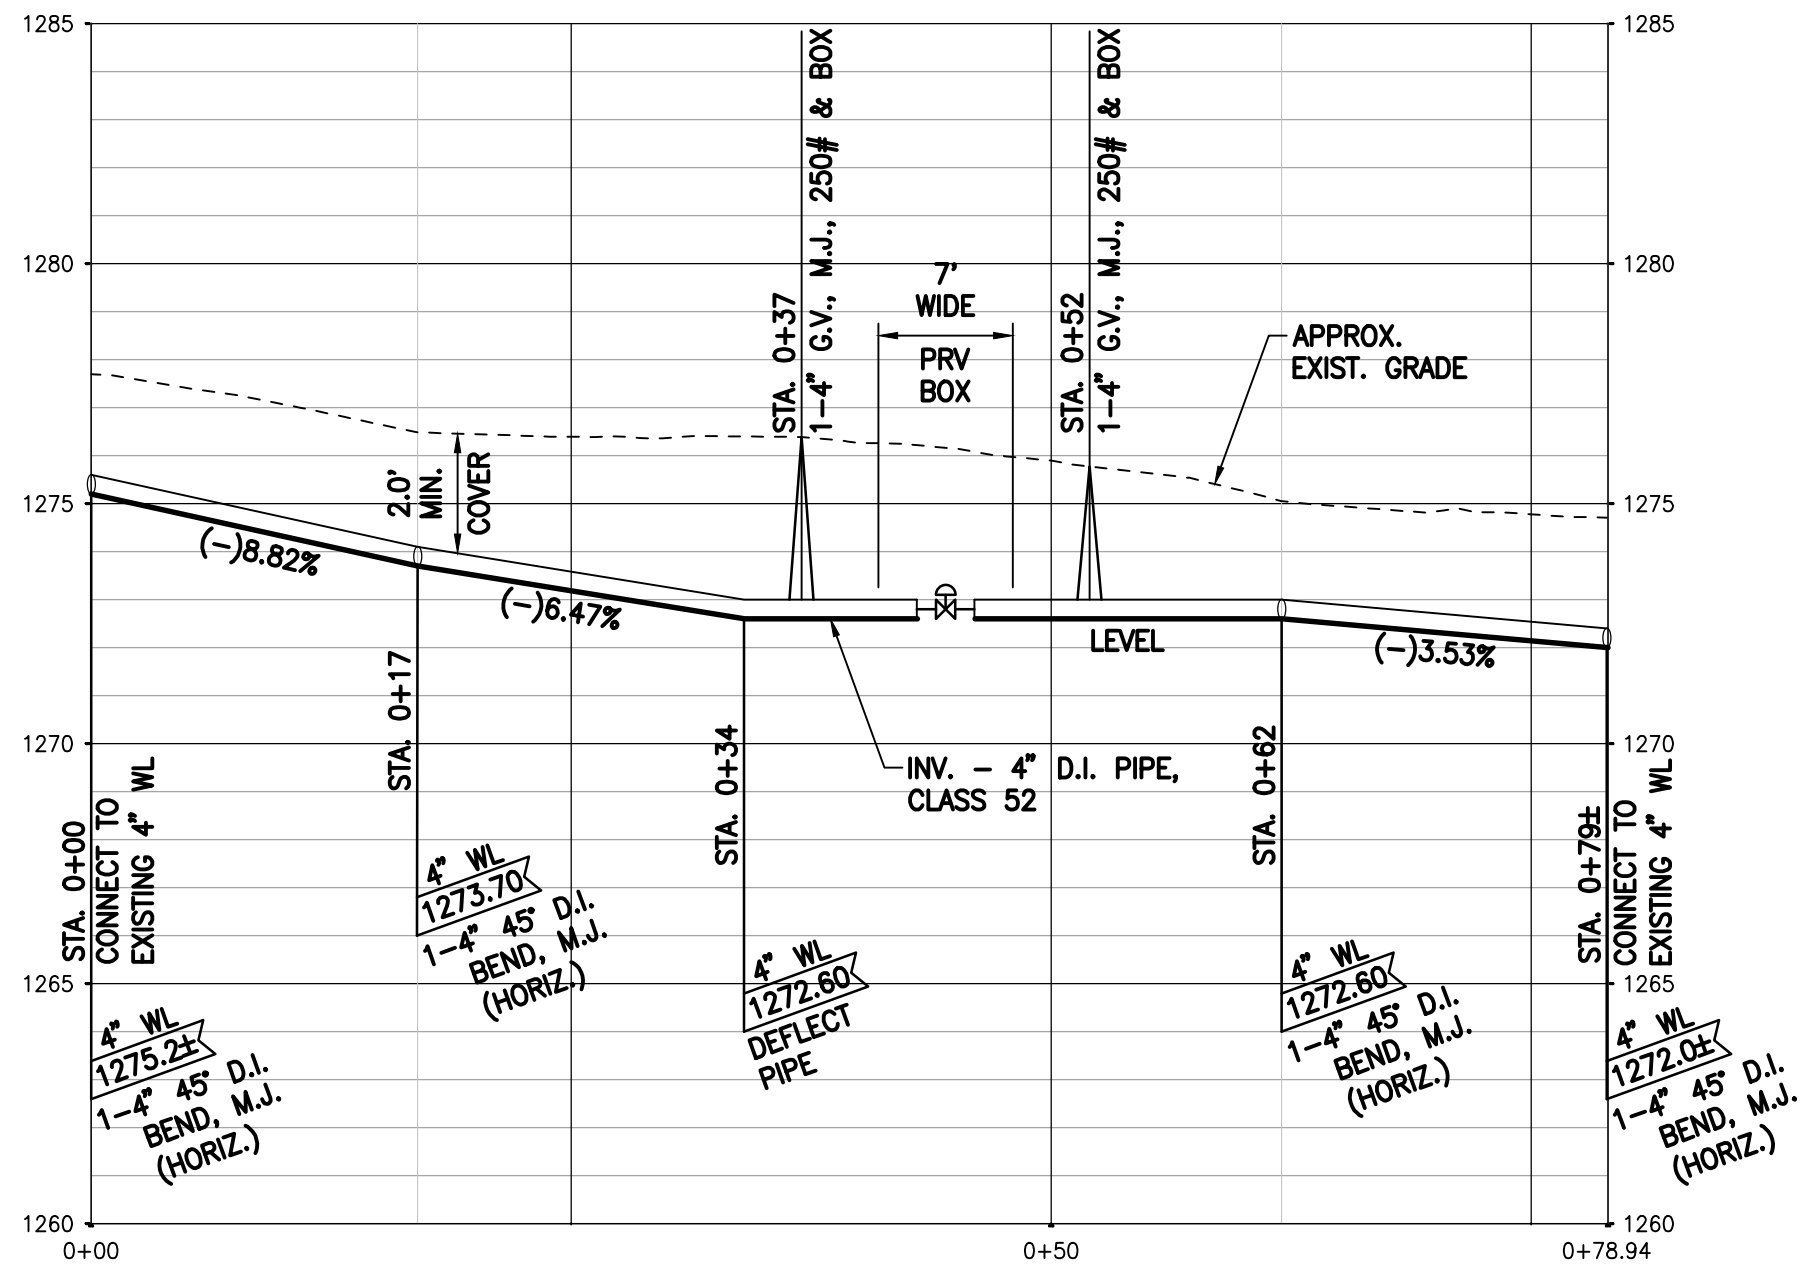 1285
1285
1280
1280
1275
1275
1270
1270
1265
1265
1260
1260
0+00
0+50
0+78.94
STA. 0+37
1-4" G.V., M.J., 250# & BOX
7'
WIDE
PRV
BOX
STA. 0+52
1-4" G.V., M.J., 250# & BOX
APPROX.
EXIST. GRADE
2.0'
MIN.
COVER
(-)8.82%
(-)6.47%
LEVEL
(-)3.53%
INV. - 4" D.I. PIPE,
CLASS 52
STA. 0+00
CONNECT TO
EXISTING 4" WL
4" WL
1275.2±
1-4" 45° D.I.
BEND, M.J.
(HORIZ.)
STA. 0+17
4" WL
1273.70
1-4" 45° D.I.
BEND, M.J.
(HORIZ.)
STA. 0+34
4" WL
1272.60
DEFLECT
PIPE
STA. 0+62
4" WL
1272.60
1-4" 45° D.I.
BEND, M.J.
(HORIZ.)
STA. 0+79±
CONNECT TO
EXISTING 4" WL
4" WL
1272.0±
1-4" 45° D.I.
BEND, M.J.
(HORIZ.)